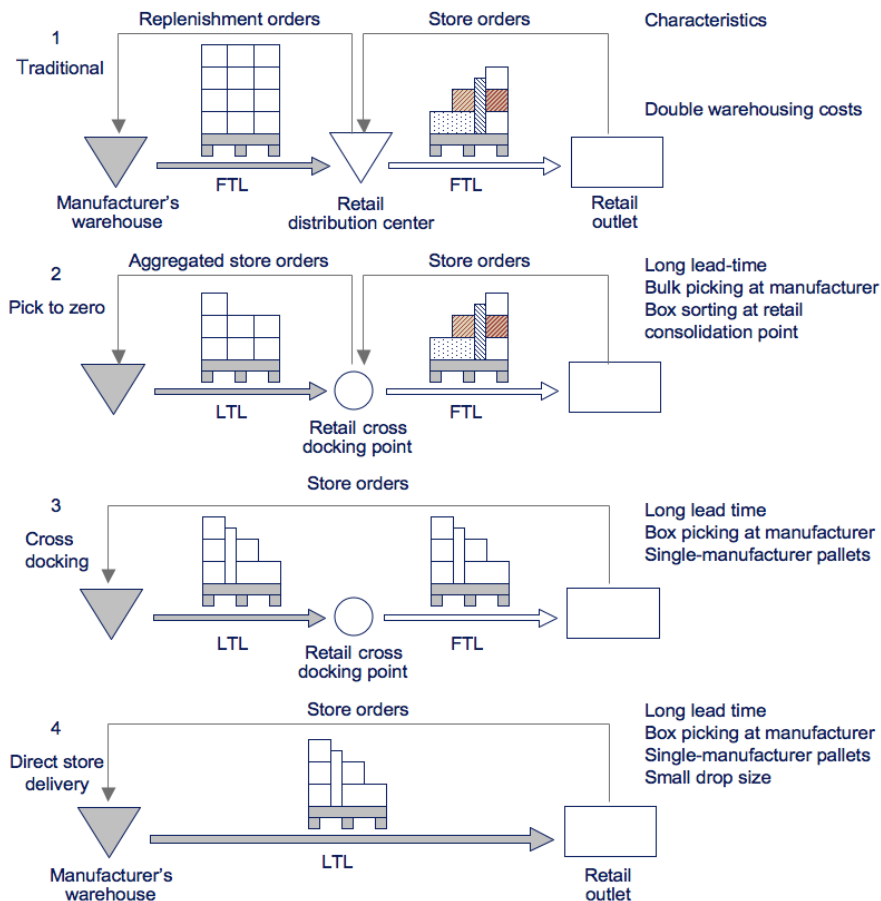 Replenishment orders
Store orders
Characteristics
1
Traditional
Double warehousing costs
FTL
FTL
Manufacturer's
warehouse
Retail
distribution center
Retail
outlet
2
Pick to zero
Aggregated store orders
Store orders
Long lead-time
Bulk picking at manufacturer
Box sorting at retail
consolidation point
LTL
FTL
Retail cross
docking point
Store orders
3
Cross
docking
Long lead time
Box picking at manufacturer
Single-manufacturer pallets
LTL
FTL
Retail cross
docking point
Store orders
4
Direct store
delivery
Long lead time
Box picking at manufacturer
Single-manufacturer pallets
Small drop size
LTL
Manufacturer's
warehouse
Retail
outlet